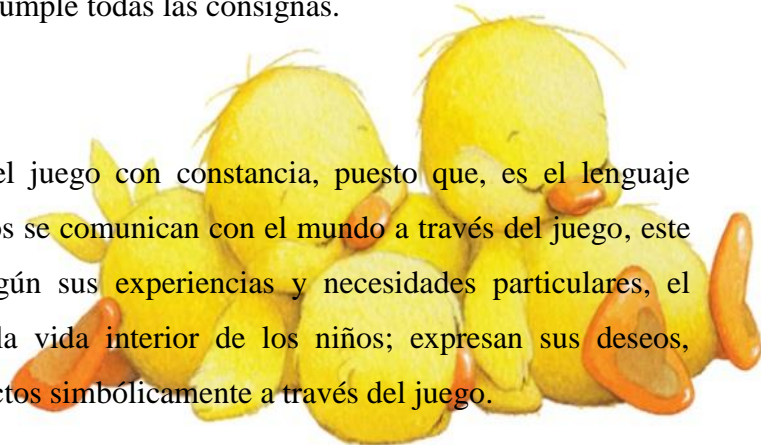 umple todas las consignas.
el juego con constancia, puesto que, es el lenguaje
os se comunican con el mundo a través del juego, este
gún sus experiencias y necesidades particulares, el
la vida interior de los niños; expresan sus deseos,
ctos simbólicamente a través del juego.